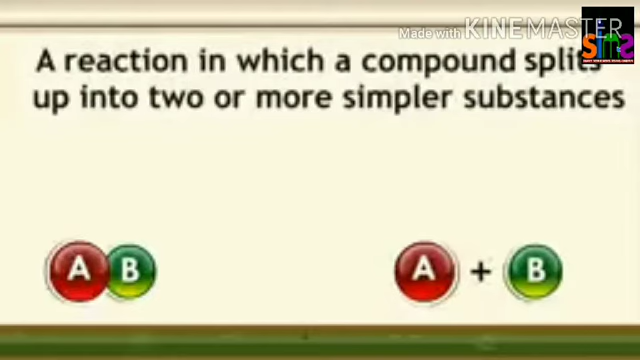 Made with KINEMASTER
A reaction in which a compound splits
up into two or more simpler substances
A B A + B